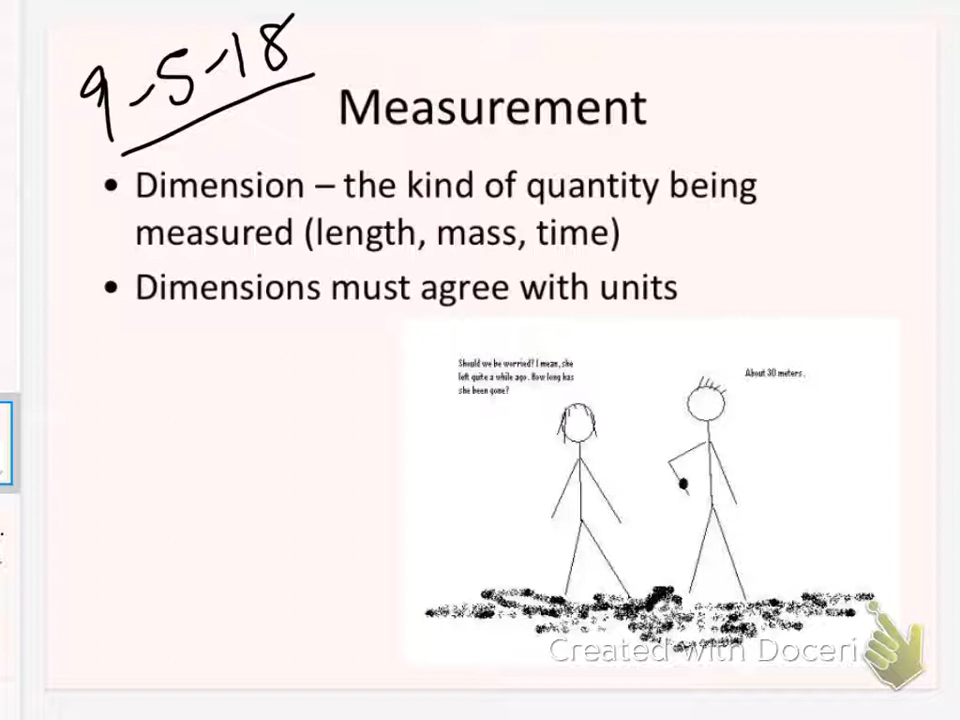 9-5-18
Measurement
• Dimension – the kind of quantity being
measured (length, mass, time)
• Dimensions must agree with units
Should we be worried? I mean, she
left quite a while ago. How long has
she been gone?
About 30 meters.
Created with Doceri